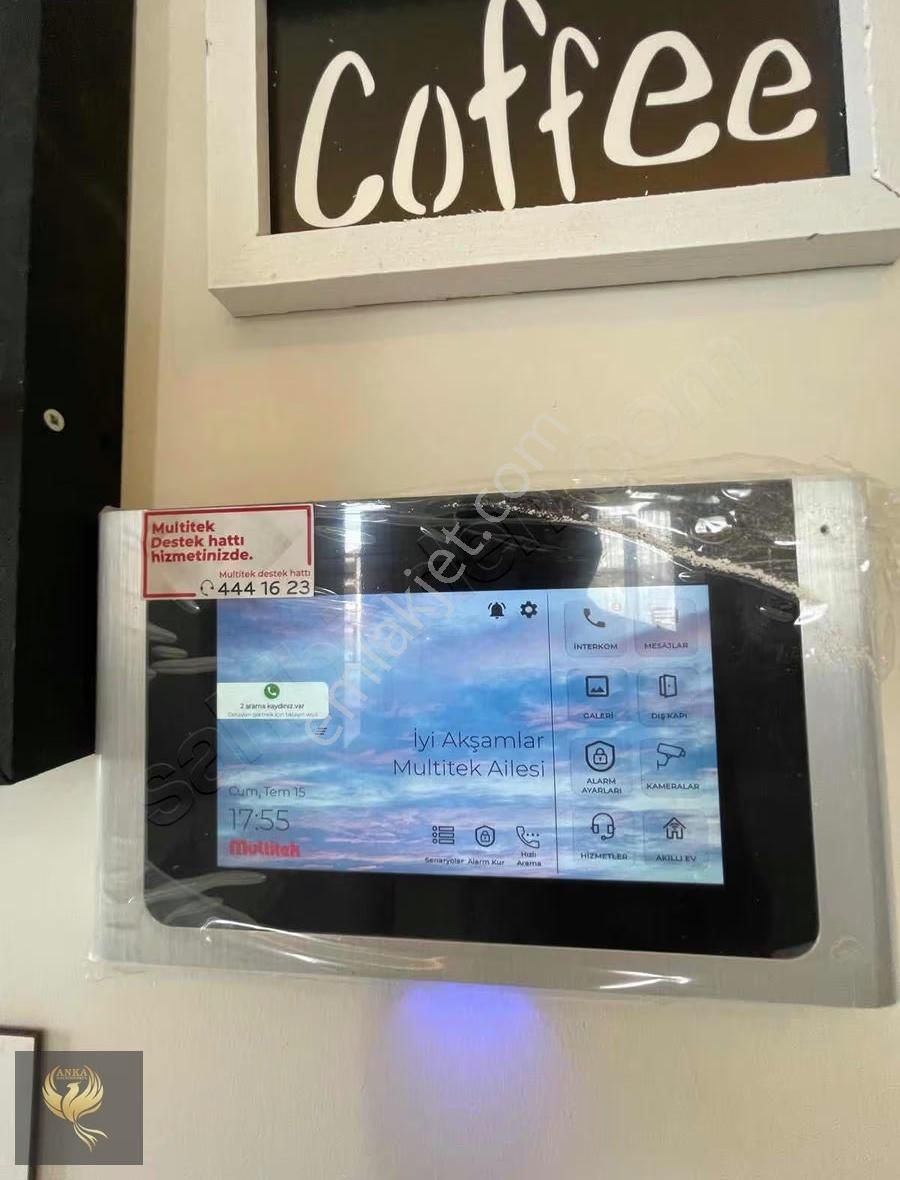 Coffee
Multitek
Destek hattı
hizmetinizde.
Multitek destek hattı
444 16 23
İNTERKOM
MESAJLAR
2 arama kaydınız var
GALERİ
DIŞ KAPI
İyi Akşamlar
Multitek Ailesi
ALARM
AYARLARI
KAMERALAR
Cum, Tem 15
17:55
Multitek
Senaryolar
Alarm Kur
Hızlı
Arama
HİZMETLER
AKILLI EV
emlakjet.com
ANKA